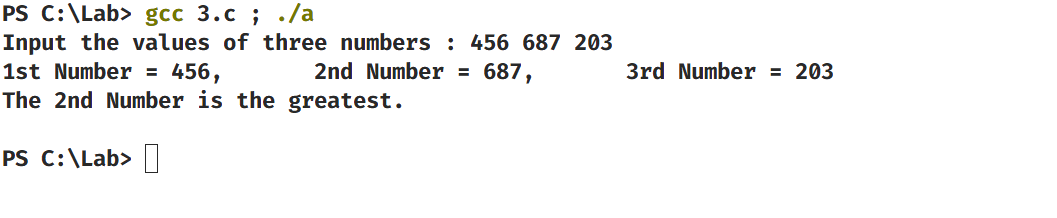 PS C:\Lab> gcc 3.c ; ./a
Input the values of three numbers : 456 687 203
1st Number = 456,       2nd Number = 687,       3rd Number = 203
The 2nd Number is the greatest.
PS C:\Lab>